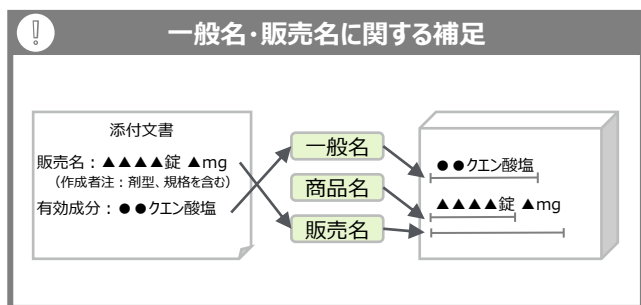 一般名・販売名に関する補足
添付文書
販売名：▲▲▲▲錠 ▲mg
（作成者注：剤型、規格を含む）
有効成分：●●クエン酸塩
一般名
商品名
販売名
●●クエン酸塩
▲▲▲▲錠 ▲mg